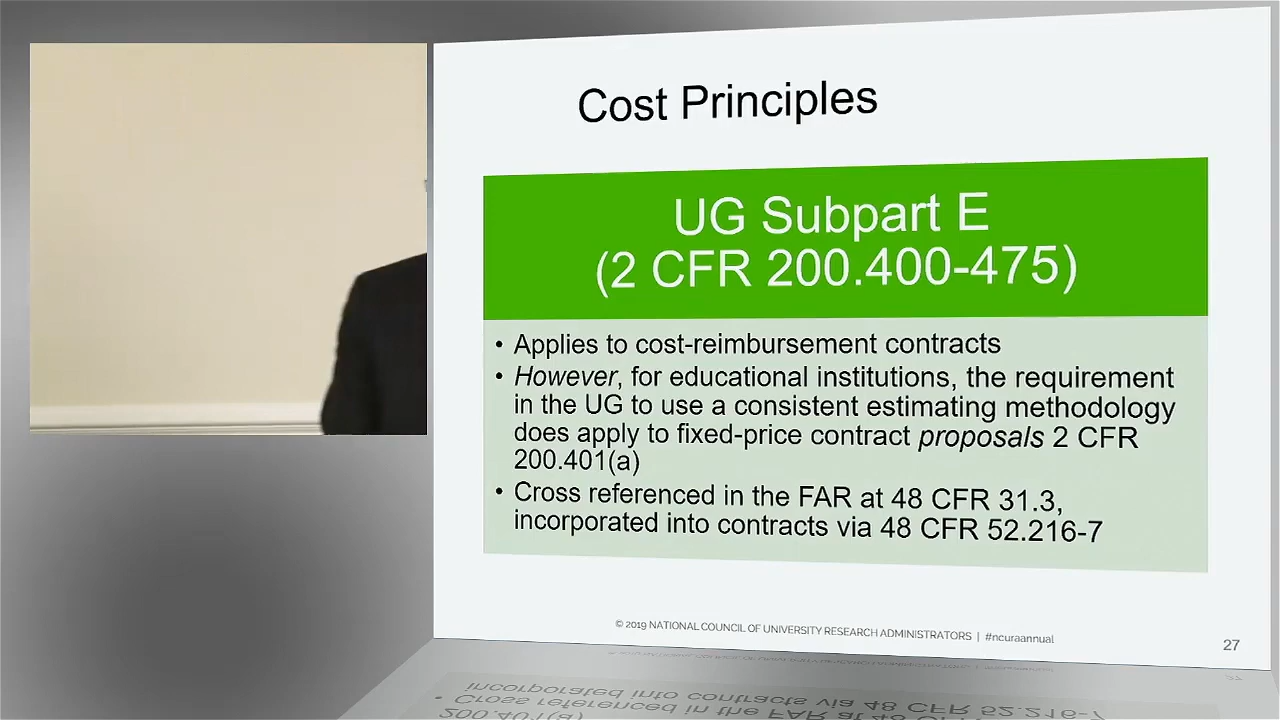 Cost Principles
UG Subpart E
(2 CFR 200.400-475)
• Applies to cost-reimbursement contracts
• However, for educational institutions, the requirement
in the UG to use a consistent estimating methodology
does apply to fixed-price contract proposals 2 CFR
200.401(a)
• Cross referenced in the FAR at 48 CFR 31.3,
incorporated into contracts via 48 CFR 52.216-7
© 2019 NATIONAL COUNCIL OF UNIVERSITY RESEARCH ADMINISTRATORS | #ncuraannual
27